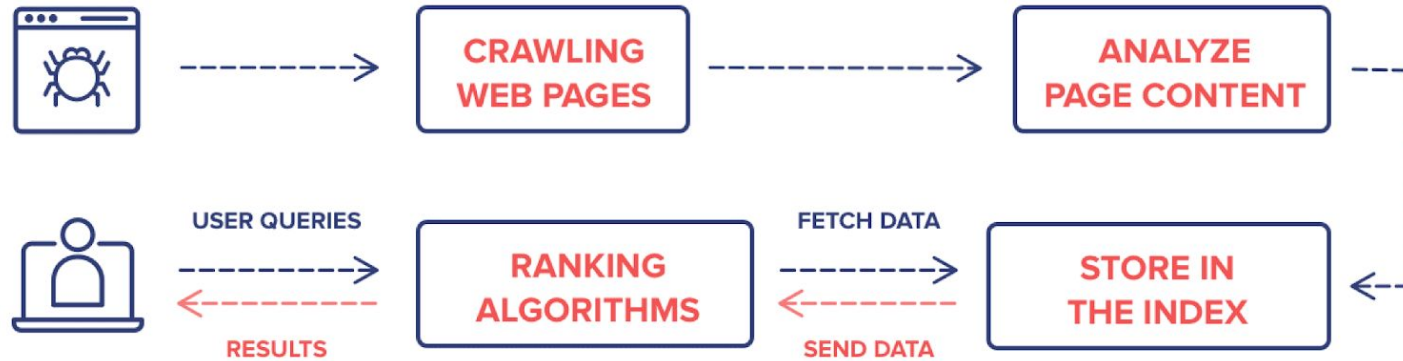 CRAWLING
WEB PAGES
ANALYZE
PAGE CONTENT
USER QUERIES
RESULTS
RANKING
ALGORITHMS
FETCH DATA
SEND DATA
STORE IN
THE INDEX